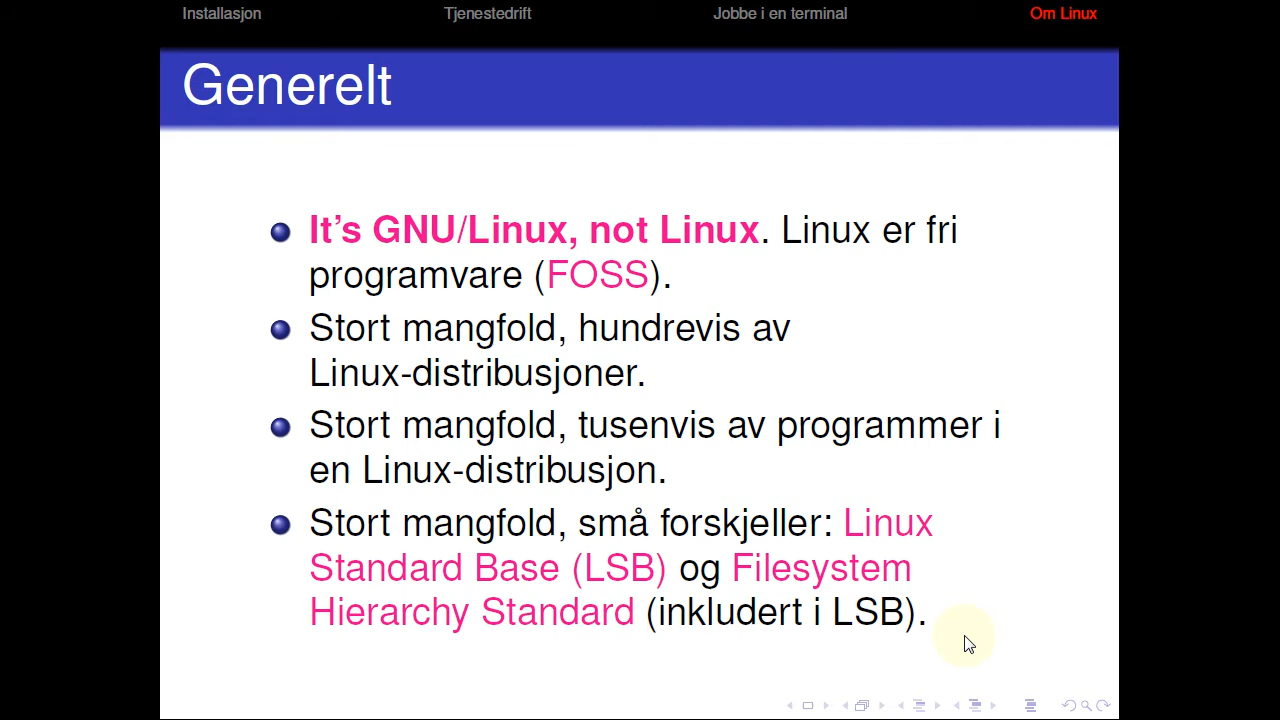 Installasjon Tjenestedrift Jobbe i en terminal Om Linux
Generelt
It's GNU/Linux, not Linux. Linux er fri
programvare (FOSS).
Stort mangfold, hundrevis av
Linux-distribusjoner.
Stort mangfold, tusenvis av programmer i
en Linux-distribusjon.
Stort mangfold, små forskjeller: Linux
Standard Base (LSB) og Filesystem
Hierarchy Standard (inkludert i LSB).